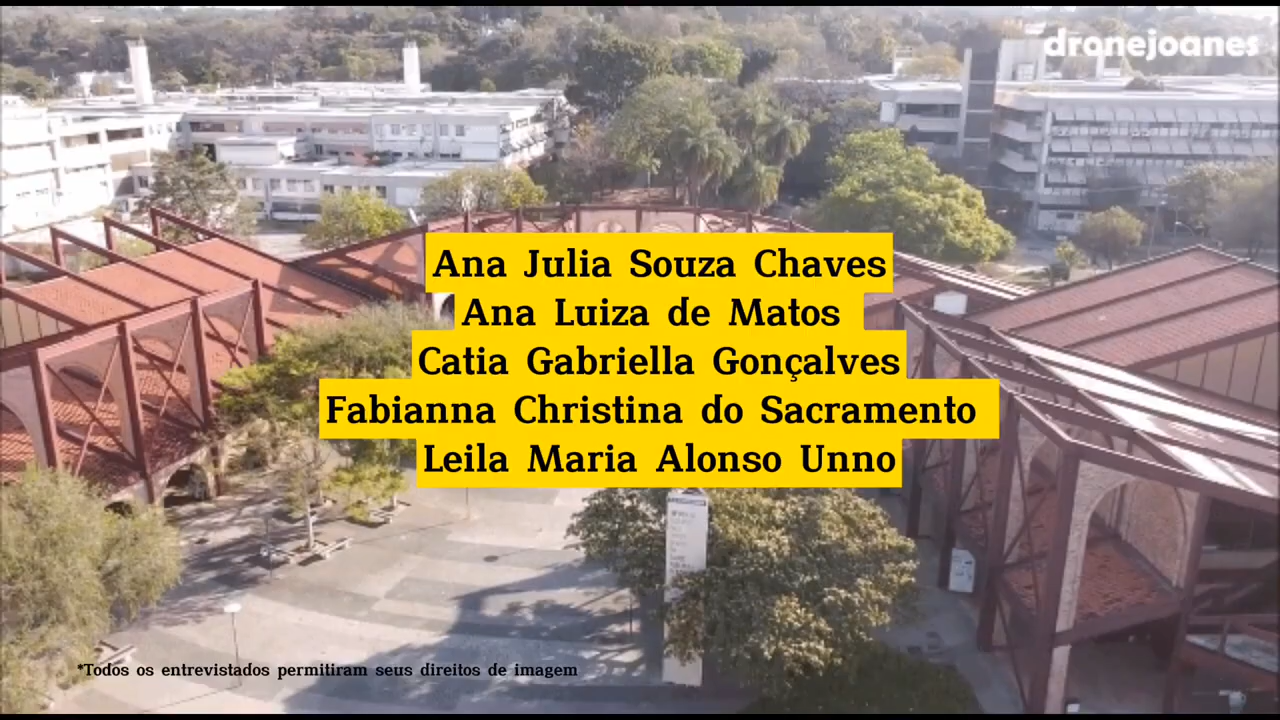 dronejoanes
Ana Julia Souza Chaves
Ana Luiza de Matos
Catia Gabriella Gonçalves
Fabianna Christina do Sacramento
Leila Maria Alonso Unno
*Todos os entrevistados permitiram seus direitos de imagem